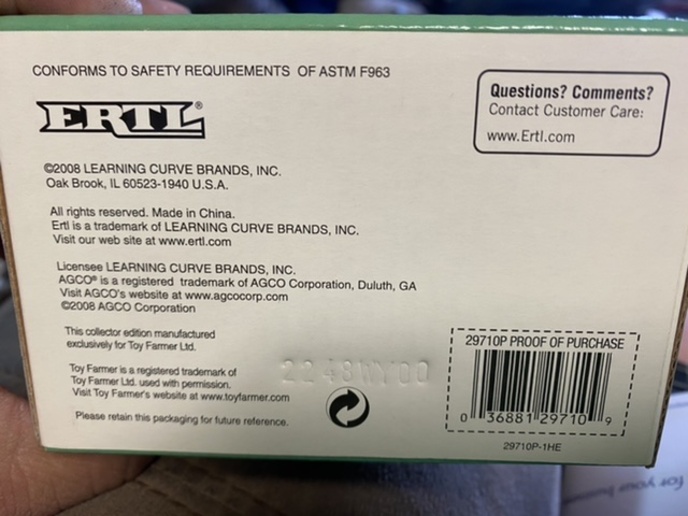 CONFORMS TO SAFETY REQUIREMENTS OF ASTM F963
ERTL®
Questions? Comments?
Contact Customer Care:
www.Ertl.com
©2008 LEARNING CURVE BRANDS, INC.
Oak Brook, IL 60523-1940 U.S.A.
All rights reserved. Made in China.
Ertl is a trademark of LEARNING CURVE BRANDS, INC.
Visit our web site at www.ertl.com
Licensee LEARNING CURVE BRANDS, INC.
AGCO® is a registered trademark of AGCO Corporation, Duluth, GA
Visit AGCO's website at www.agcocorp.com
©2008 AGCO Corporation
This collector edition manufactured
exclusively for Toy Farmer Ltd.
Toy Farmer is a registered trademark of
Toy Farmer Ltd. used with permission.
Visit Toy Farmer's website at www.toyfarmer.com
Please retain this packaging for future reference.
2248WY00
29710P PROOF OF PURCHASE
0 36881 29710 9
29710P-1HE
for your